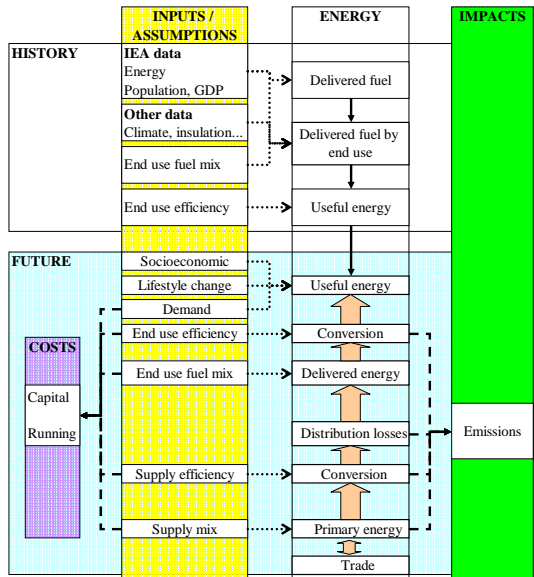 INPUTS /
ASSUMPTIONS
ENERGY
IMPACTS
HISTORY
IEA data
Energy
Population, GDP
Delivered fuel
Other data
Climate, insulation...
Delivered fuel by
end use
End use fuel mix
End use efficiency
Useful energy
FUTURE
Socioeconomic
Lifestyle change
Useful energy
Demand
End use efficiency
Conversion
COSTS
End use fuel mix
Delivered energy
Capital
Running
Distribution losses
Emissions
Supply efficiency
Conversion
Supply mix
Primary energy
Trade